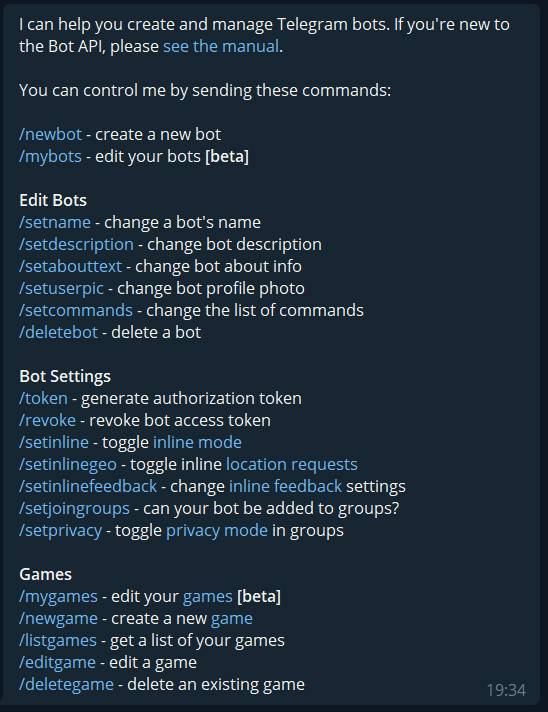 I can help you create and manage Telegram bots. If you're new to
the Bot API, please see the manual.
You can control me by sending these commands:
/newbot - create a new bot
/mybots - edit your bots [beta]
Edit Bots
/setname - change a bot's name
/setdescription - change bot description
/setabouttext - change bot about info
/setuserpic - change bot profile photo
/setcommands - change the list of commands
/deletebot - delete a bot
Bot Settings
/token - generate authorization token
/revoke - revoke bot access token
/setinline - toggle inline mode
/setinlinegeo - toggle inline location requests
/setinlinefeedback - change inline feedback settings
/setjoingroups - can your bot be added to groups?
/setprivacy - toggle privacy mode in groups
Games
/mygames - edit your games [beta]
/newgame - create a new game
/listgames - get a list of your games
/editgame - edit a game
/deletegame - delete an existing game
19:34